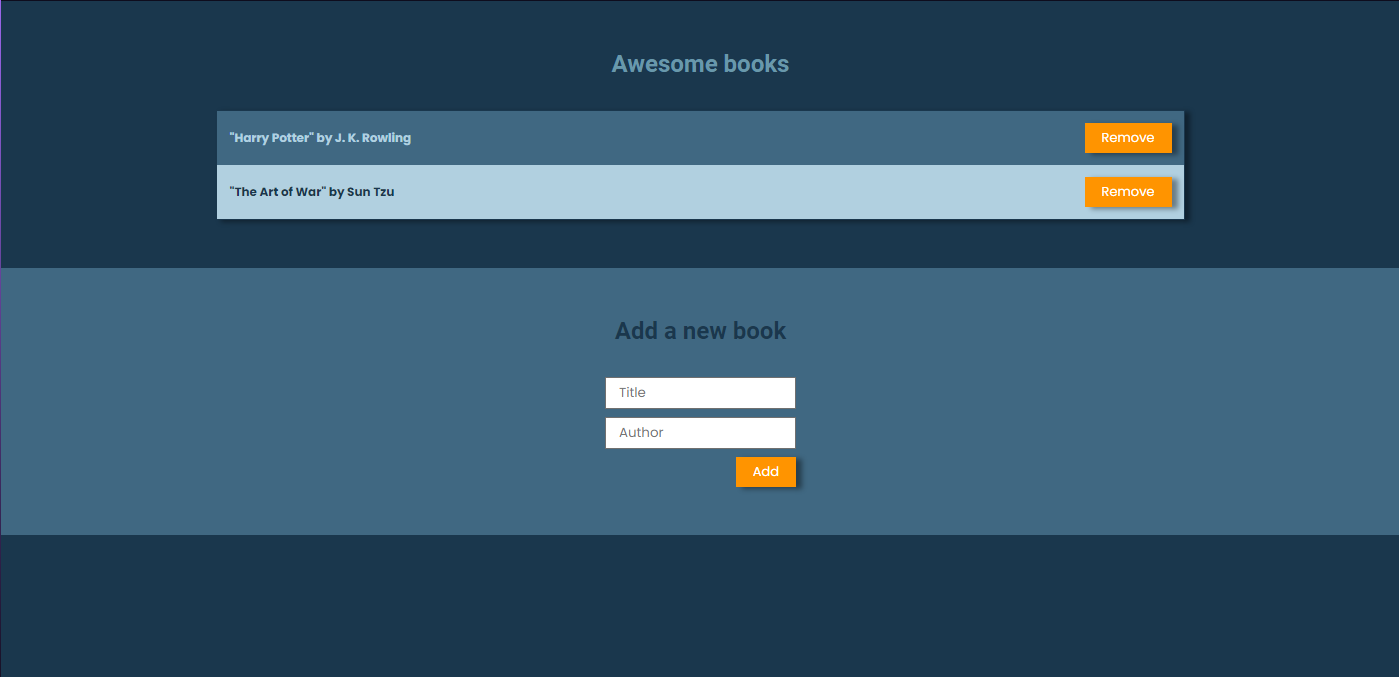 Awesome books
"Harry Potter" by J. K. Rowling
Remove
"The Art of War" by Sun Tzu
Remove
Add a new book
Title
Author
Add